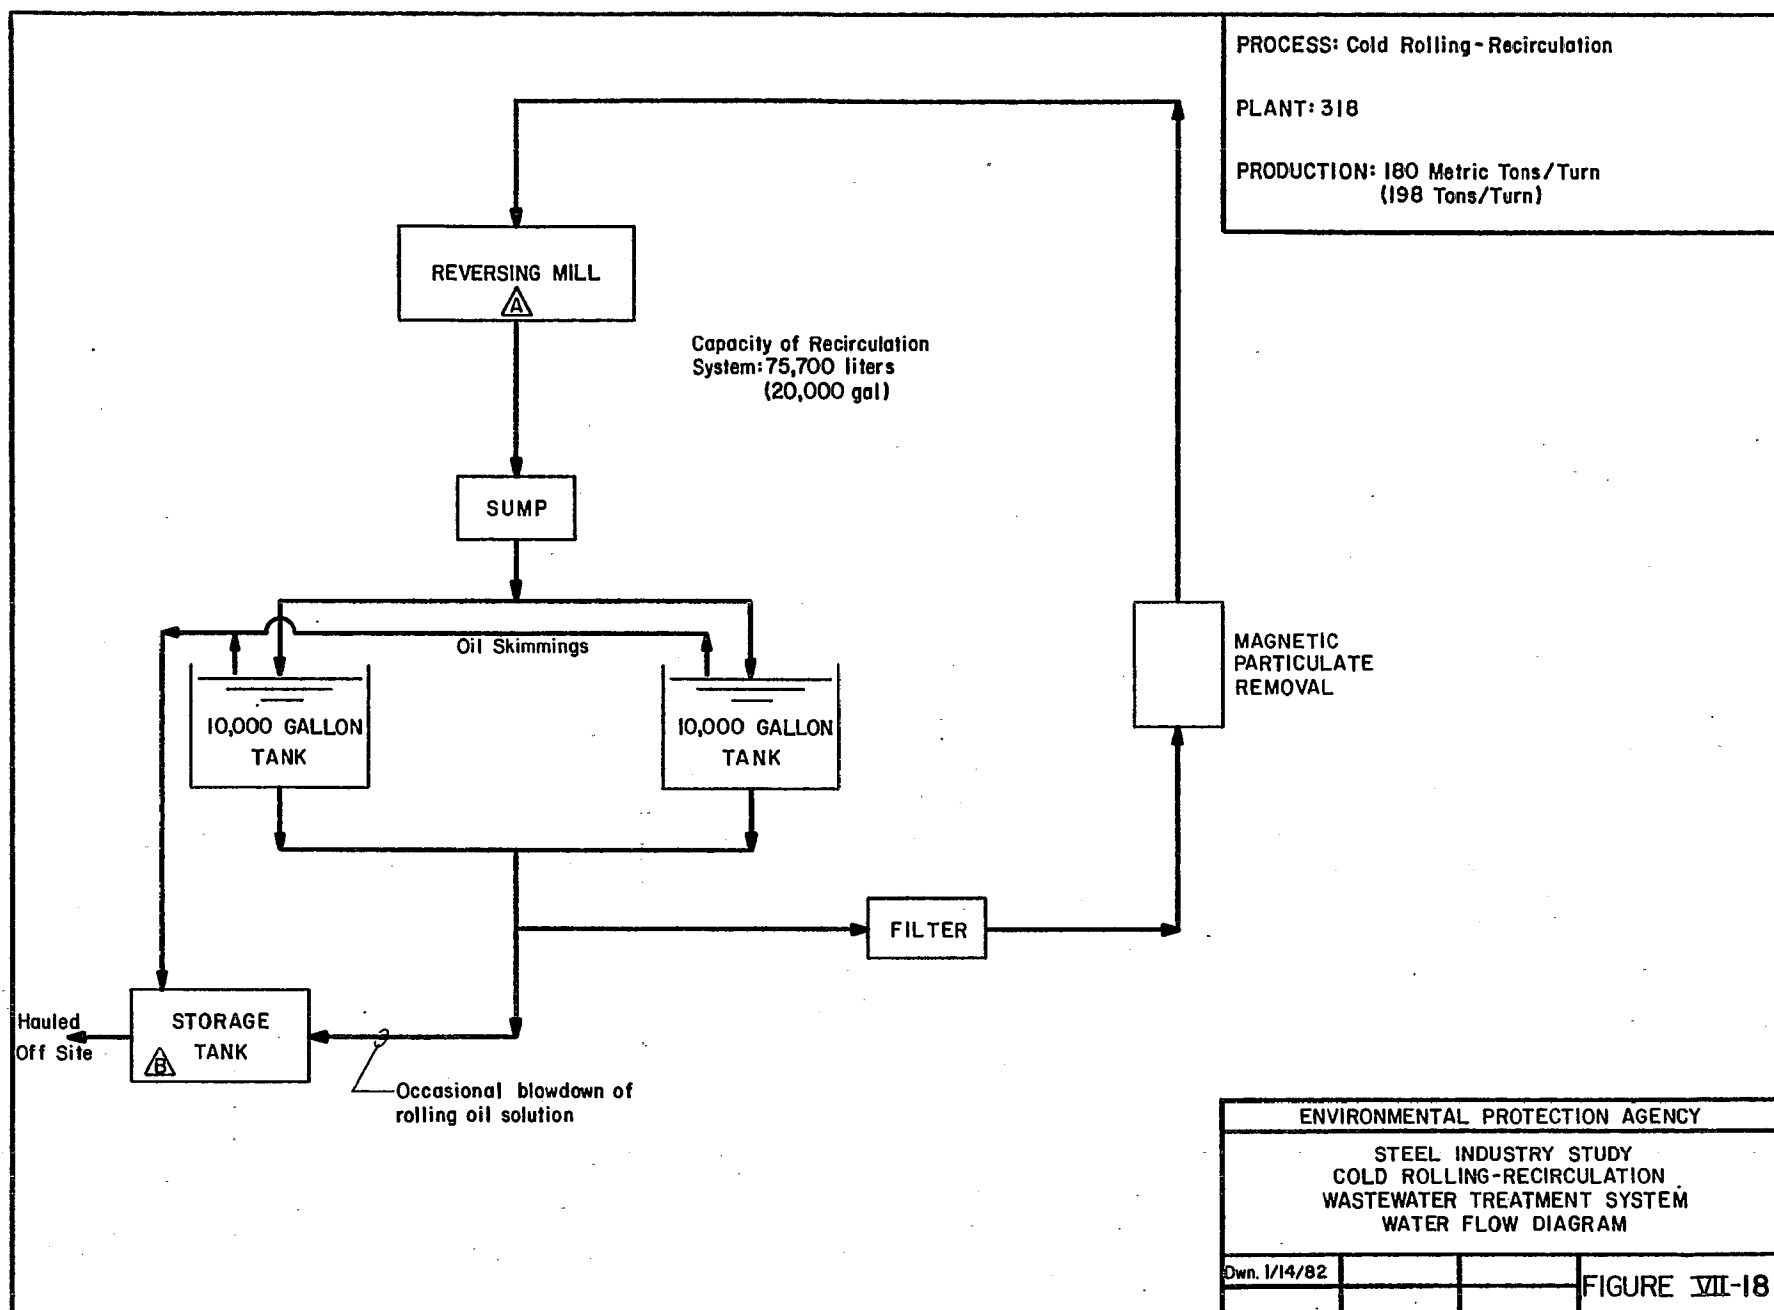 PROCESS: Cold Rolling-Recirculation
PLANT: 318
PRODUCTION: 180 Metric Tons/Turn
(198 Tons/Turn)
REVERSING MILL
A
Capacity of Recirculation
System: 75,700 liters
(20,000 gal)
SUMP
Oil Skimmings
10,000 GALLON
TANK
10,000 GALLON
TANK
MAGNETIC
PARTICULATE
REMOVAL
FILTER
Hauled
Off Site
STORAGE
TANK
B
Occasional blowdown of
rolling oil solution
ENVIRONMENTAL PROTECTION AGENCY
STEEL INDUSTRY STUDY
COLD ROLLING-RECIRCULATION
WASTEWATER TREATMENT SYSTEM
WATER FLOW DIAGRAM
Dwn. 1/14/82
FIGURE VII-18